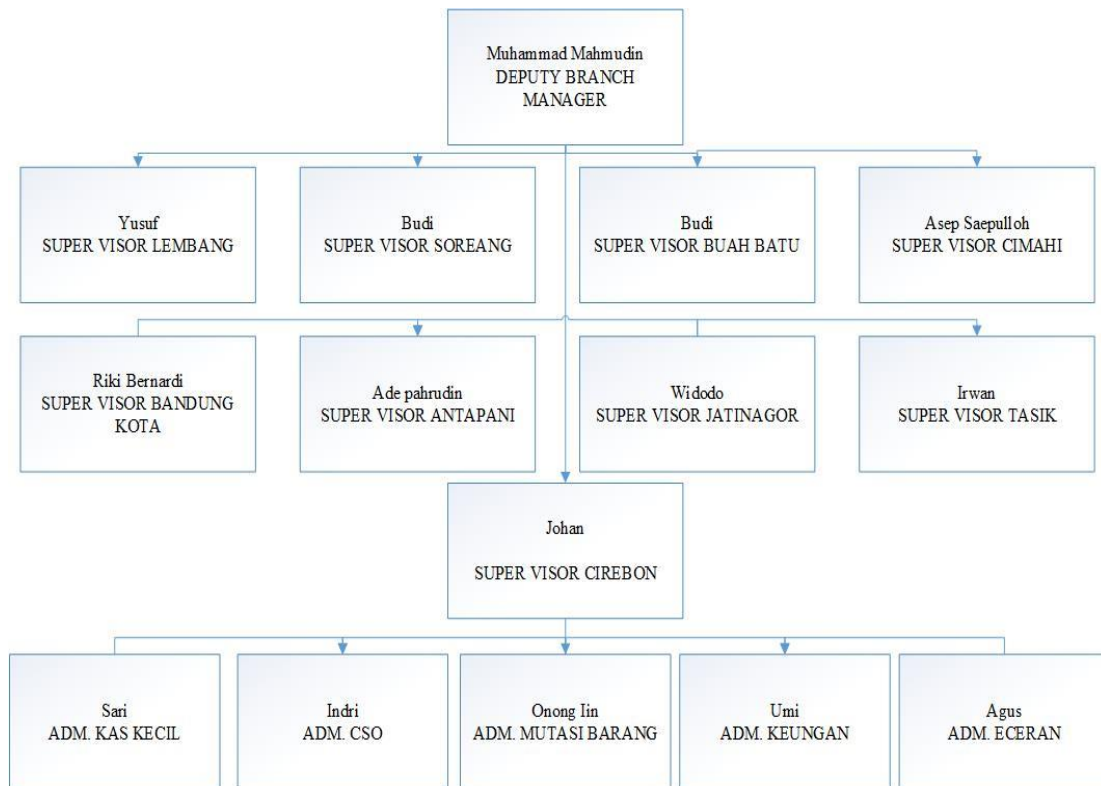 Muhammad Mahmudin
DEPUTY BRANCH
MANAGER
Yusuf
SUPER VISOR LEMBANG
Budi
SUPER VISOR SOREANG
Budi
SUPER VISOR BUAH BATU
Asep Saepulloh
SUPER VISOR CIMAHI
Riki Bernardi
SUPER VISOR BANDUNG
KOTA
Ade pahrudin
SUPER VISOR ANTAPANI
Widodo
SUPER VISOR JATINAGOR
Irwan
SUPER VISOR TASIK
Johan
SUPER VISOR CIREBON
Sari
ADM. KAS KECIL
Indri
ADM. CSO
Onong Iin
ADM. MUTASI BARANG
Umi
ADM. KEUNGAN
Agus
ADM. ECERAN